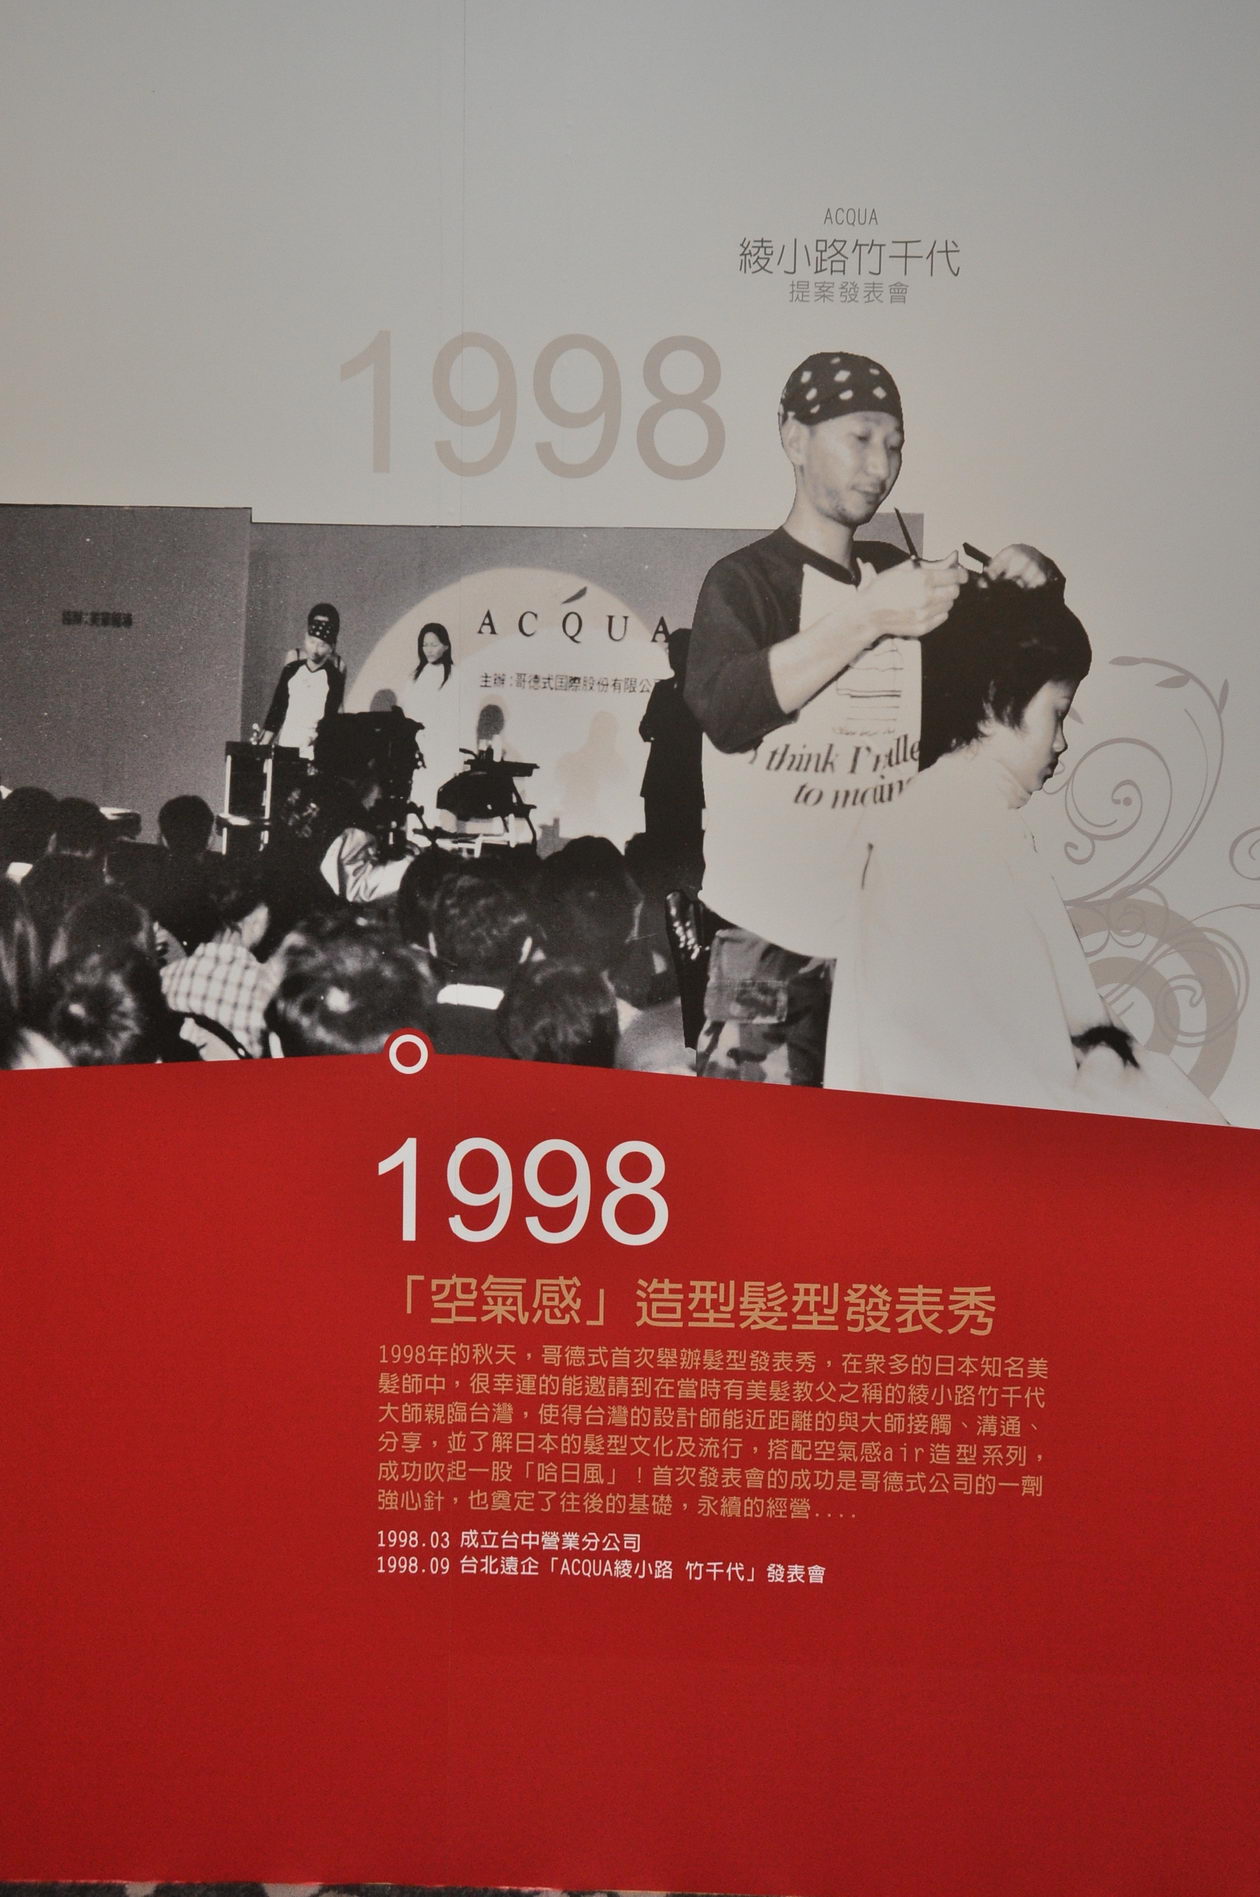 ACQUA
綾小路竹千代
提案發表會
1998
ACQUA
主辦:哥德式国際股份有限公司
think I'
to
1998
「空氣感」造型髮型發表秀
1998年的秋天，哥德式首次舉辦髮型發表秀，在眾多的日本知名美
髮師中，很幸運的能邀請到在當時有美髮教父之稱的綾小路竹千代
大師親臨台灣，使得台灣的設計師能近距離的與大師接觸、溝通、
分享，並了解日本的髮型文化及流行，搭配空氣感air造型系列，
成功吹起一股「哈日風」！首次發表會的成功是哥德式公司的一劑
強心針，也奠定了往後的基礎，永續的經營....
1998.03 成立台中營業分公司
1998.09 台北遠企「ACQUA綾小路 竹千代」發表會